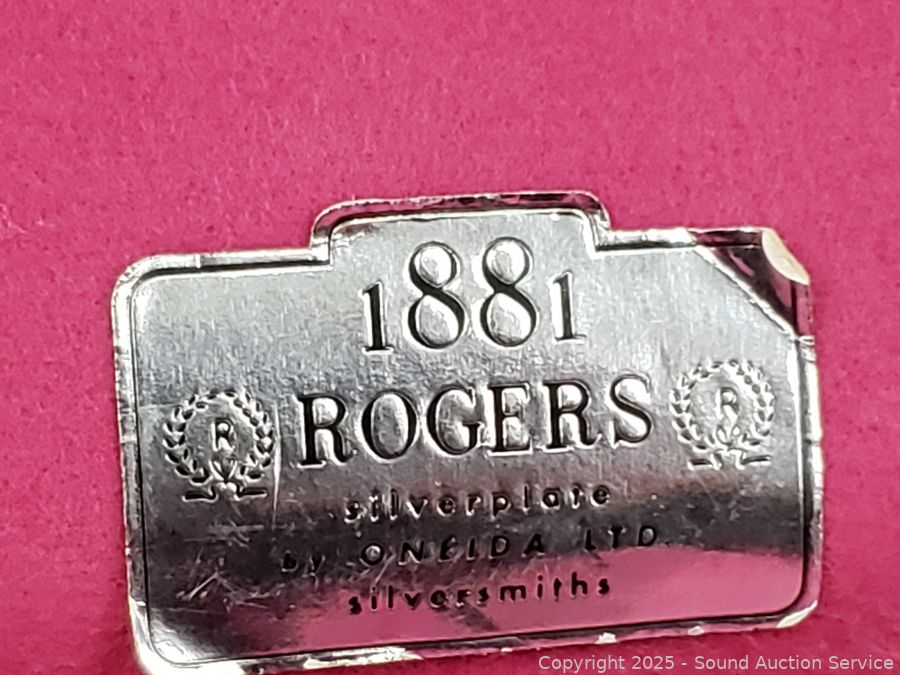 1881
R ROGERS R
silverplate
by ONEIDA LTD.
silversmiths
Copyright 2025 - Sound Auction Service